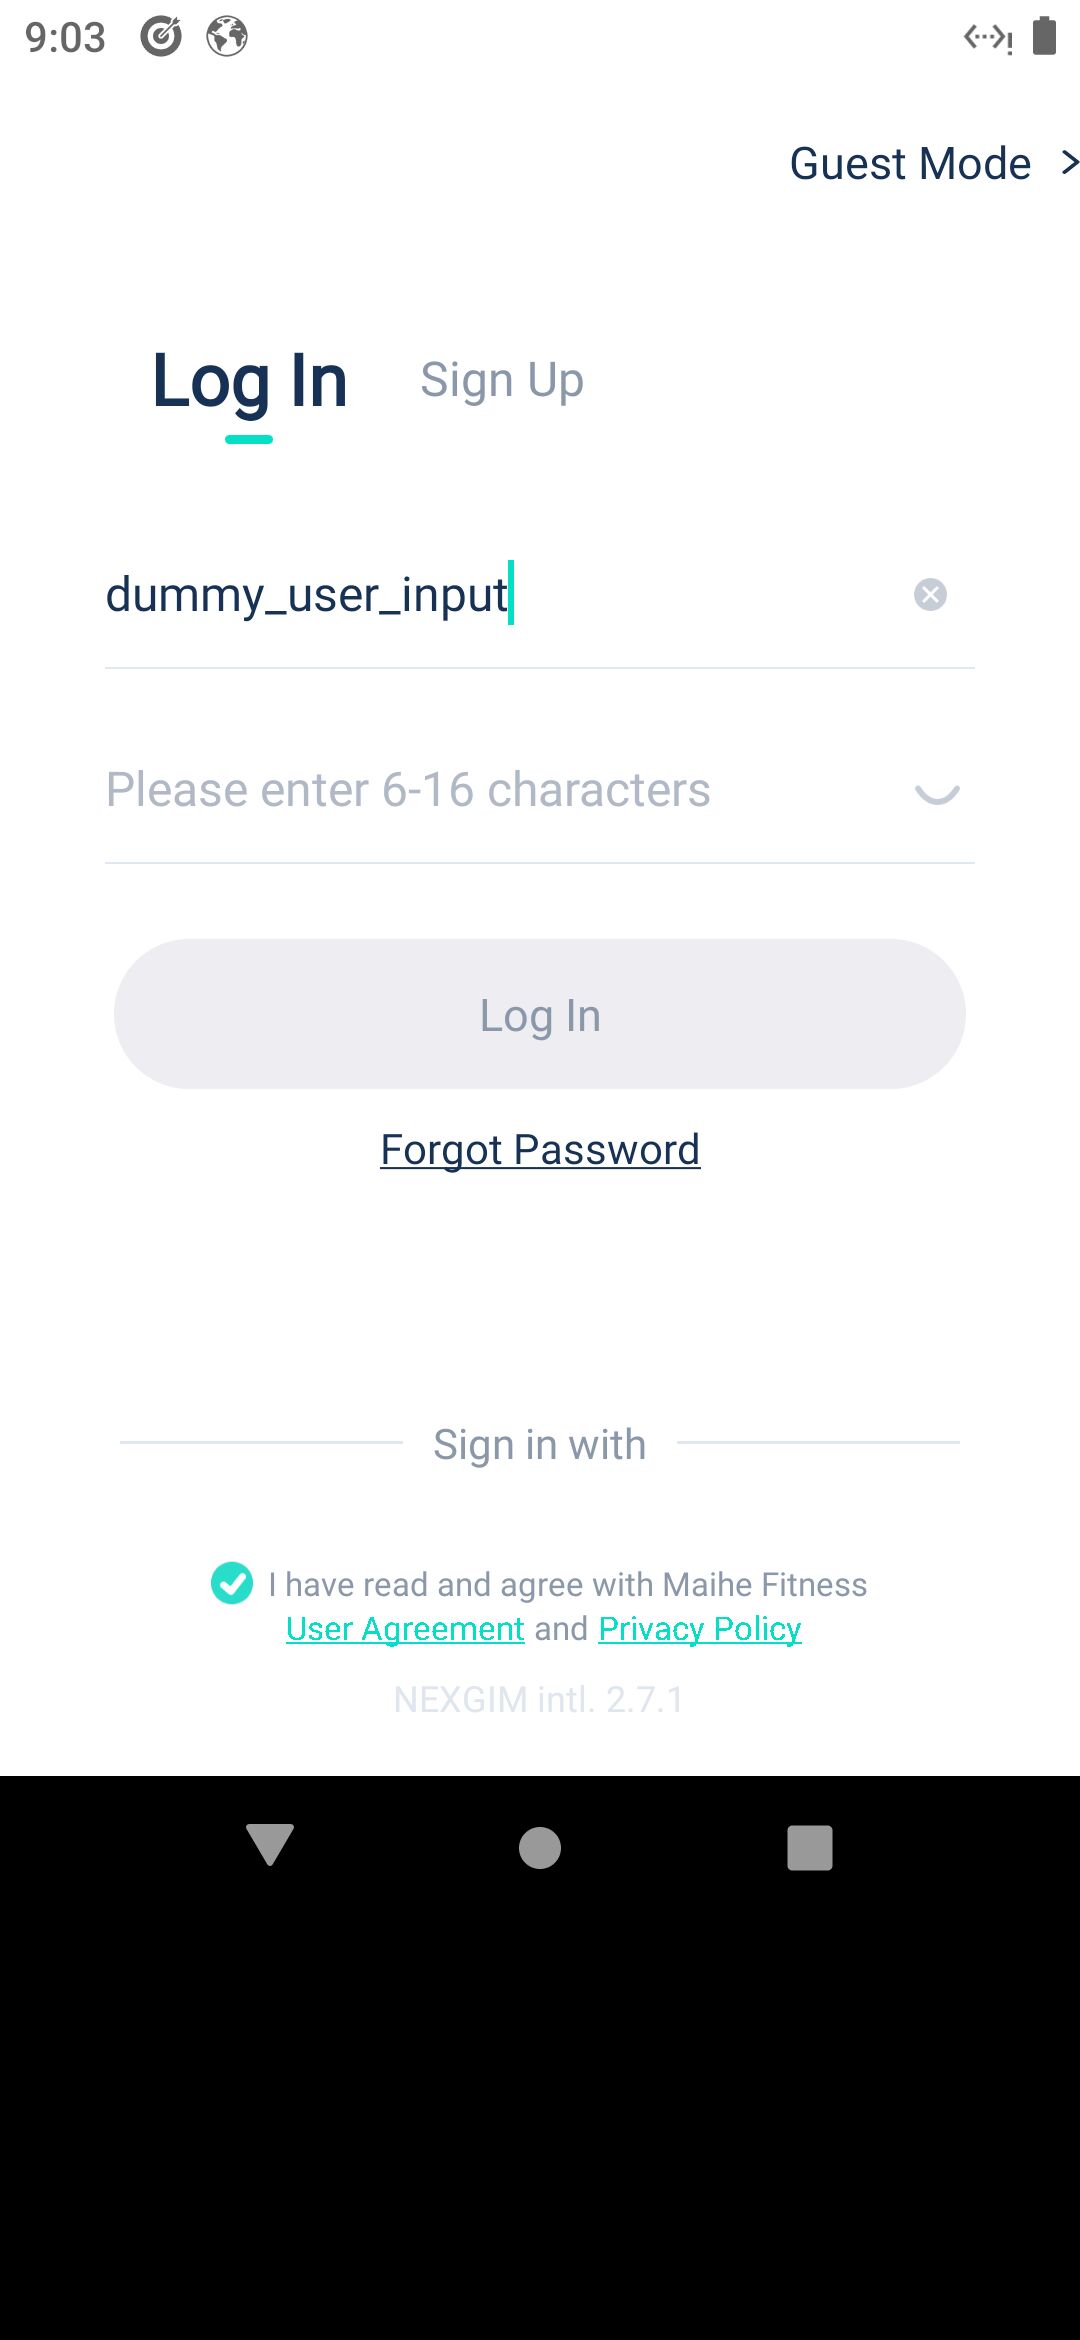 9:03
Guest Mode
Log In Sign Up
dummy_user_input
Please enter 6-16 characters
Log In
Forgot Password
Sign in with
I have read and agree with Maihe Fitness
User Agreement and Privacy Policy
NEXGIM intl. 2.7.1